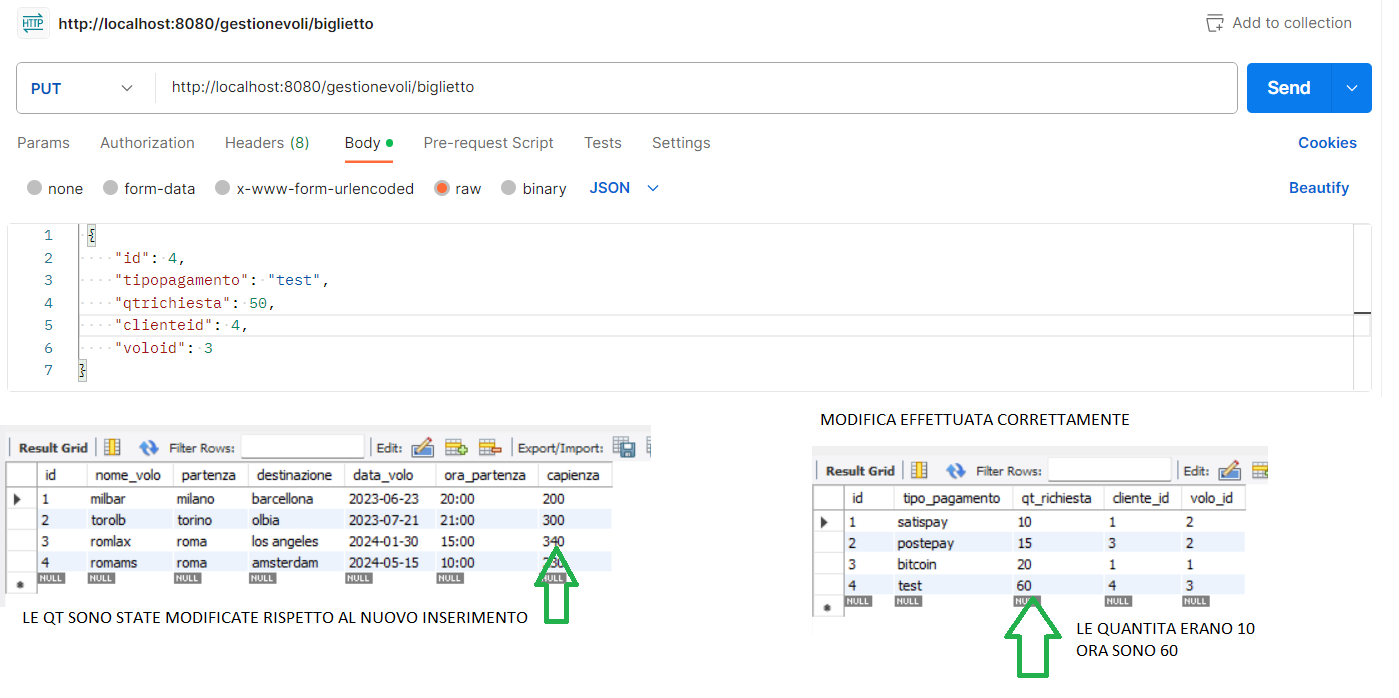 HTTP http://localhost:8080/gestionevoli/biglietto Add to collection
PUT http://localhost:8080/gestionevoli/biglietto Send
Params Authorization Headers (8) Body Pre-request Script Tests Settings Cookies
none form-data x-www-form-urlencoded raw binary JSON Beautify
1 {
2 "id": 4,
3 "tipopagamento": "test",
4 "qtrichiesta": 50,
5 "clienteid": 4,
6 "voloid": 3
7 }
Result Grid Filter Rows: Edit: Export/Import:
id nome_volo partenza destinazione data_volo ora_partenza capienza
1 milbar milano barcellona 2023-06-23 20:00 200
2 torolb torino olbia 2023-07-21 21:00 300
3 romlax roma los angeles 2024-01-30 15:00 340
4 romams roma amsterdam 2024-05-15 10:00
NULL NULL NULL NULL NULL NULL NULL
LE QT SONO STATE MODIFICATE RISPETTO AL NUOVO INSERIMENTO
MODIFICA EFFETTUATA CORRETTAMENTE
Result Grid Filter Rows: Edit:
id tipo_pagamento qt_richiesta cliente_id volo_id
1 satispay 10 1 2
2 postepay 15 3 2
3 bitcoin 20 1 1
4 test 60 4 3
NULL NULL NULL NULL NULL
LE QUANTITA ERANO 10
ORA SONO 60